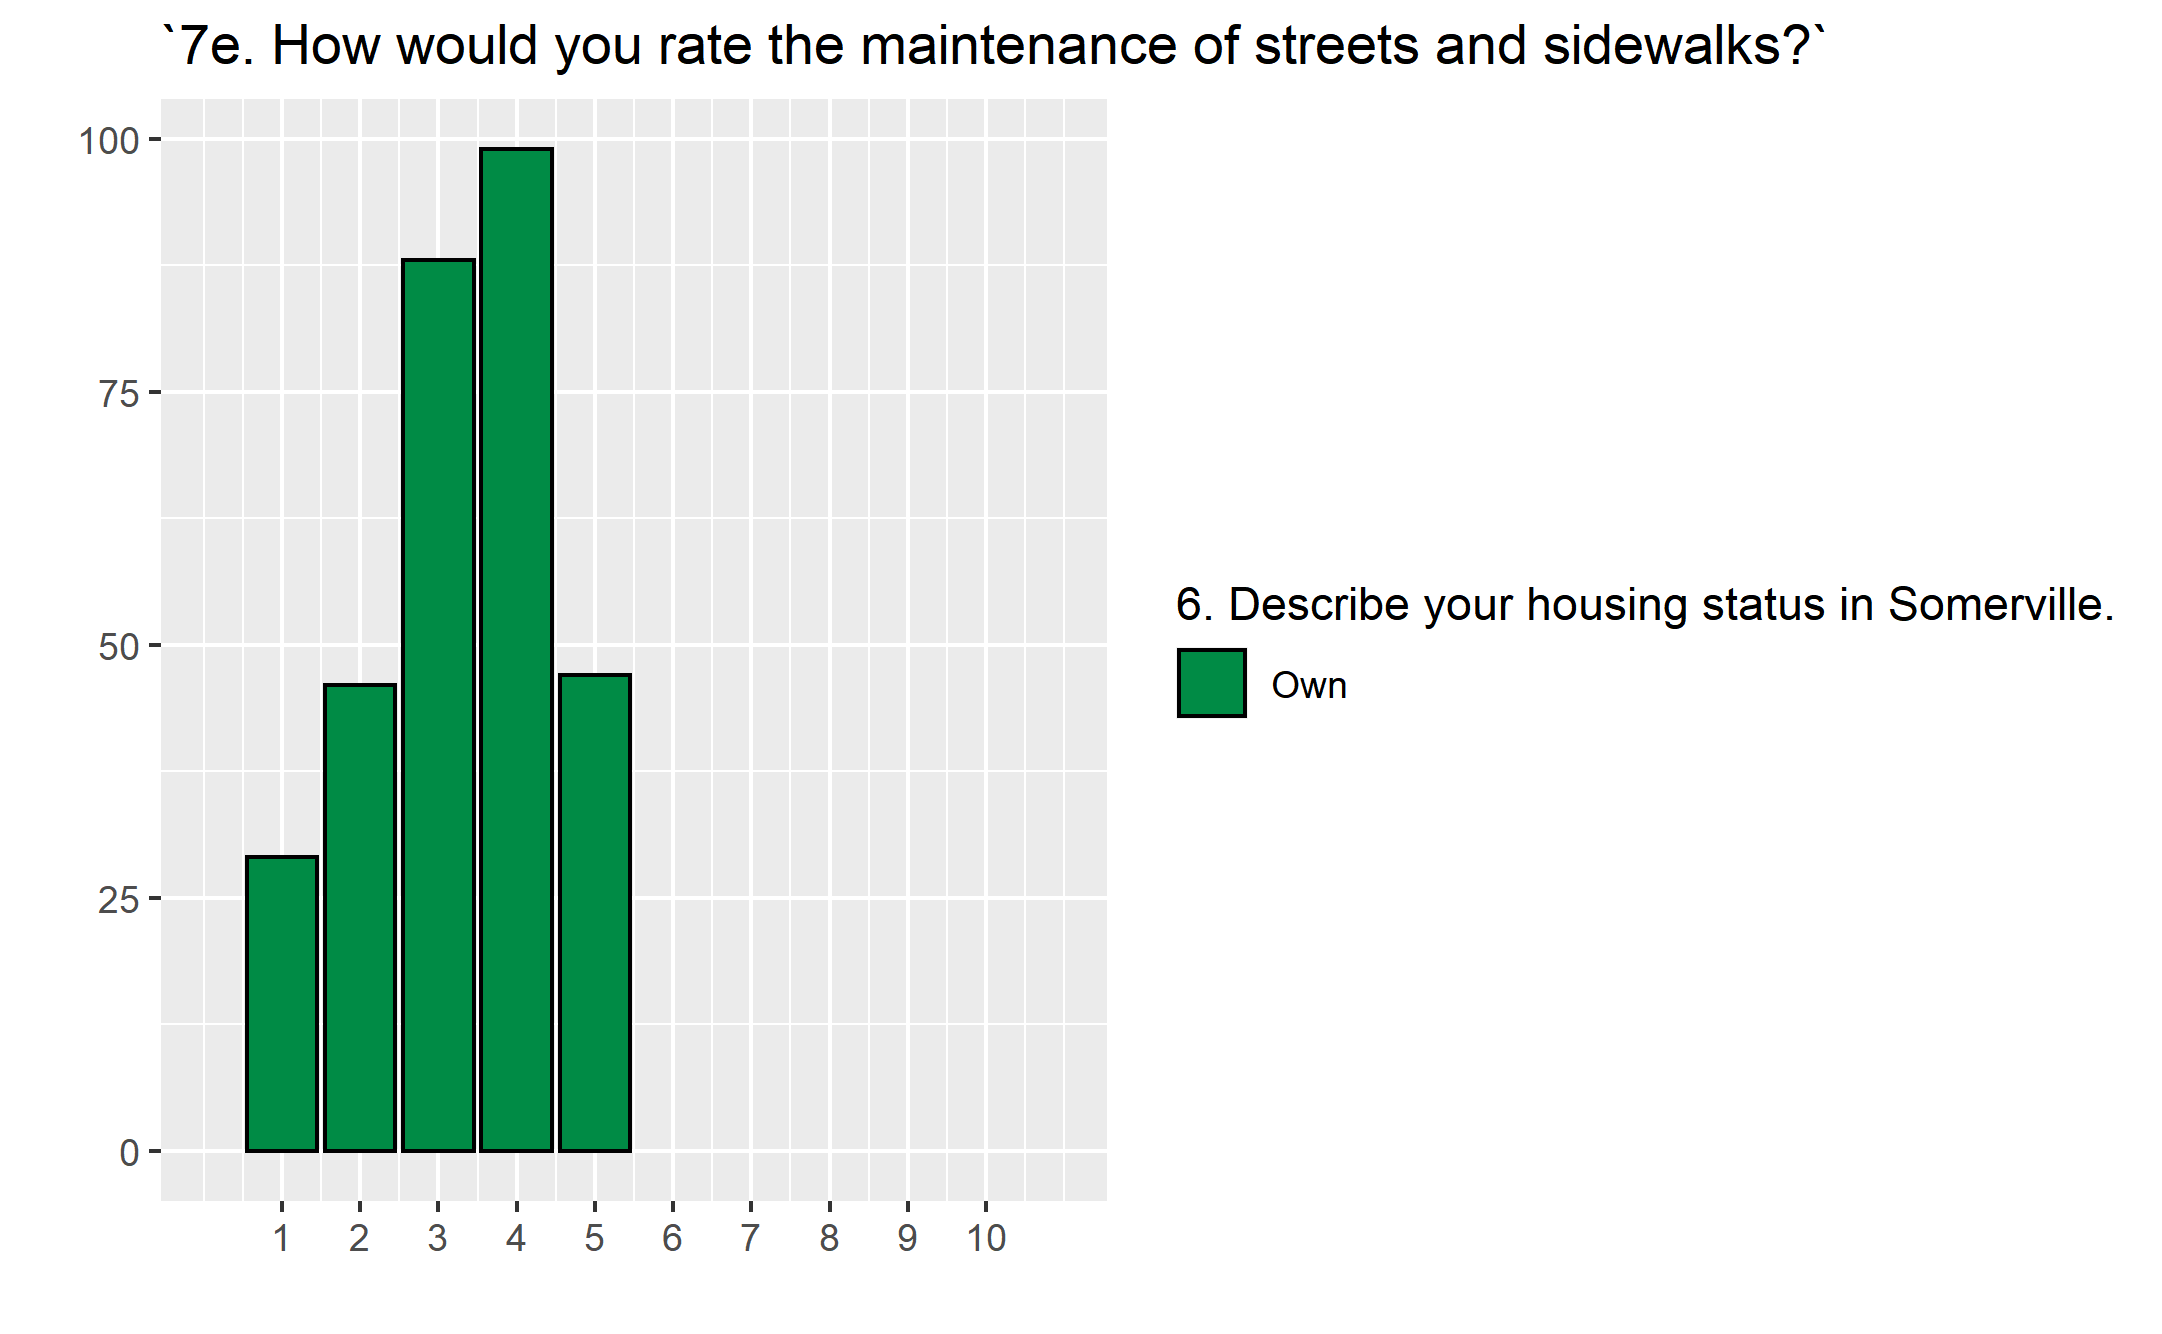 `7e. How would you rate the maintenance of streets and sidewalks?`
100
75
50
25
0
1 2 3 4 5 6 7 8 9 10
6. Describe your housing status in Somerville.
Own